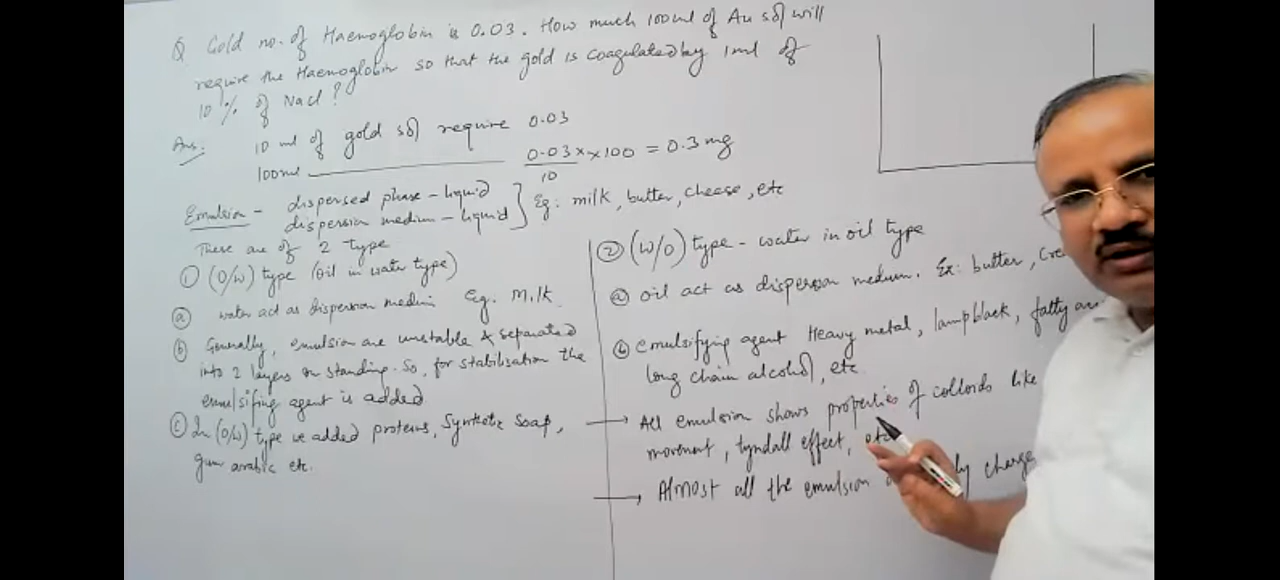 Q Gold no. of Haemoglobin is 0.03. How much 100ml of Au sol will
require the Haemoglobin so that the gold is coagulated by 1ml of
10 % of NaCl ?
Ans. 10 ml of gold sol require 0.03
100ml ——— 0.03 x x 100 = 0.3 mg
10
Emulsion - dispersed phase - liquid
dispersion medium - liquid } Eg: milk, butter, cheese, etc
There are of 2 Type
① (O/W) type (oil in water type)
ⓐ water act as dispersion medium Eg. Milk
ⓑ Generally, emulsion are unstable & separated
into 2 layers on standing. So, for stabilisation the
emulsifing agent is added
ⓒ In (O/W) type we added proteins, Synthetic Soap,
gum arabic etc.
② (W/O) type - water in oil type
ⓐ oil act as dispersion medium. Ex: butter,
ⓑ emulsifying agent Heavy metal, lampblack, fatty
long chain alcohol, etc
→ All emulsion shows properties of colloids like
movement, tyndall effect, etc
→ Almost all the emulsion charge